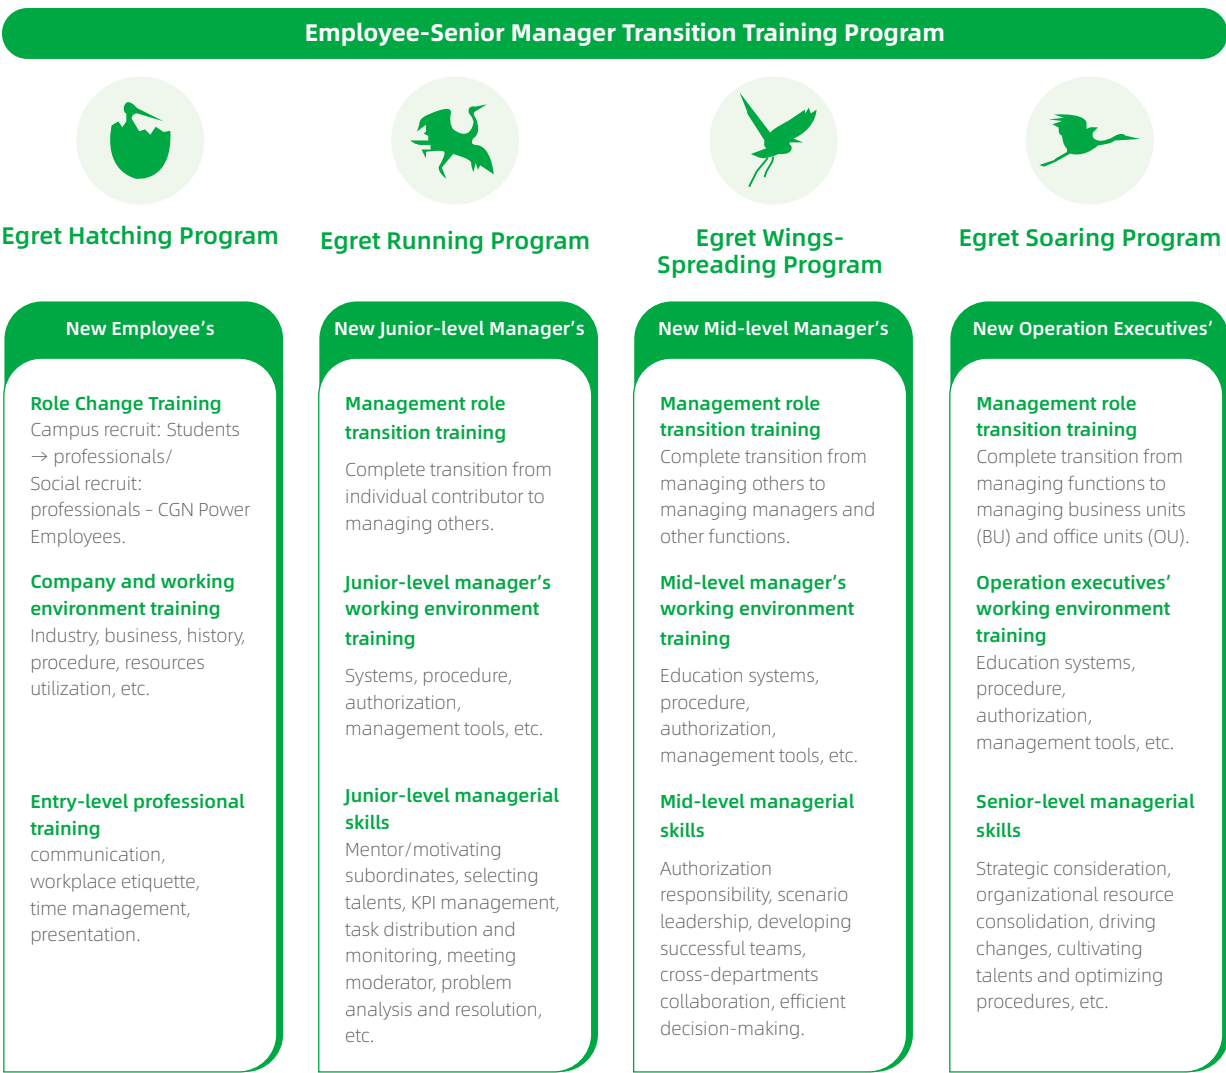 Employee-Senior Manager Transition Training Program
Egret Hatching Program
New Employee’s
Role Change Training
Campus recruit: Students
→ professionals/
Social recruit:
professionals – CGN Power
Employees.
Company and working
environment training
Industry, business, history,
procedure, resources
utilization, etc.
Entry-level professional
training
communication,
workplace etiquette,
time management,
presentation.
Egret Running Program
New Junior-level Manager’s
Management role
transition training
Complete transition from
individual contributor to
managing others.
Junior-level manager’s
working environment
training
Systems, procedure,
authorization,
management tools, etc.
Junior-level managerial
skills
Mentor/motivating
subordinates, selecting
talents, KPI management,
task distribution and
monitoring, meeting
moderator, problem
analysis and resolution,
etc.
Egret Wings-
Spreading Program
New Mid-level Manager’s
Management role
transition training
Complete transition from
managing others to
managing managers and
other functions.
Mid-level manager’s
working environment
training
Education systems,
procedure,
authorization,
management tools, etc.
Mid-level managerial
skills
Authorization
responsibility, scenario
leadership, developing
successful teams,
cross-departments
collaboration, efficient
decision-making.
Egret Soaring Program
New Operation Executives’
Management role
transition training
Complete transition from
managing functions to
managing business units
(BU) and office units (OU).
Operation executives’
working environment
training
Education systems,
procedure,
authorization,
management tools, etc.
Senior-level managerial
skills
Strategic consideration,
organizational resource
consolidation, driving
changes, cultivating
talents and optimizing
procedures, etc.